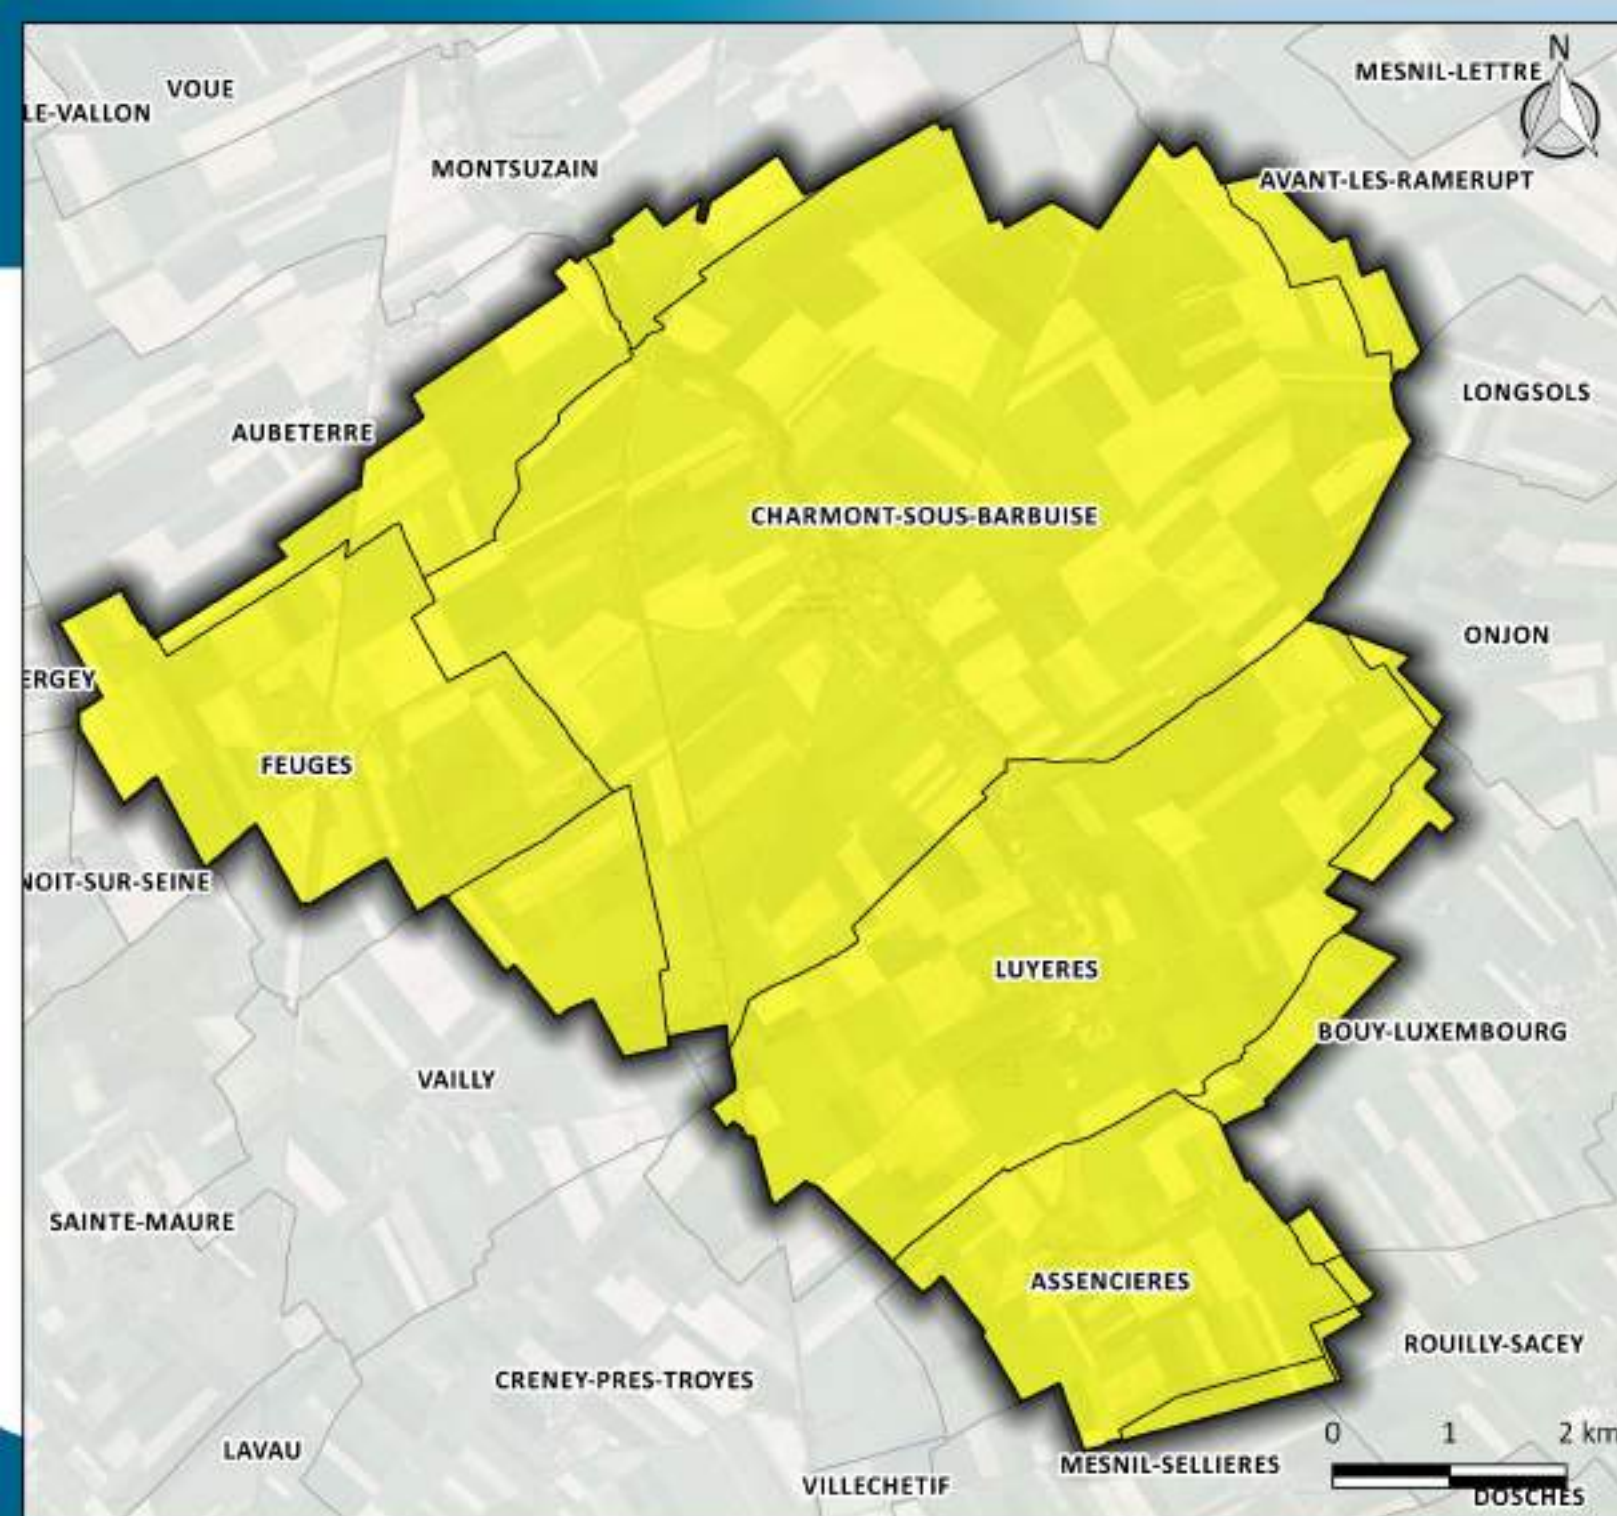 N
MESNIL-LETTRE
VOUE
LE-VALLON
MONTSUZAIN
AVANT-LES-RAMERUPT
LONGSOLS
AUBETERRE
CHARMONT-SOUS-BARBUISE
ONJON
ERGEY
FEUGES
NOIT-SUR-SEINE
LUYERES
BOUY-LUXEMBOURG
VAILLY
SAINTE-MAURE
ASSENCIERES
ROUILLY-SACEY
CRENEY-PRES-TROYES
0 1 2 km
LAVAU
MESNIL-SELLIERES
VILLECHETIF
DOSCHES